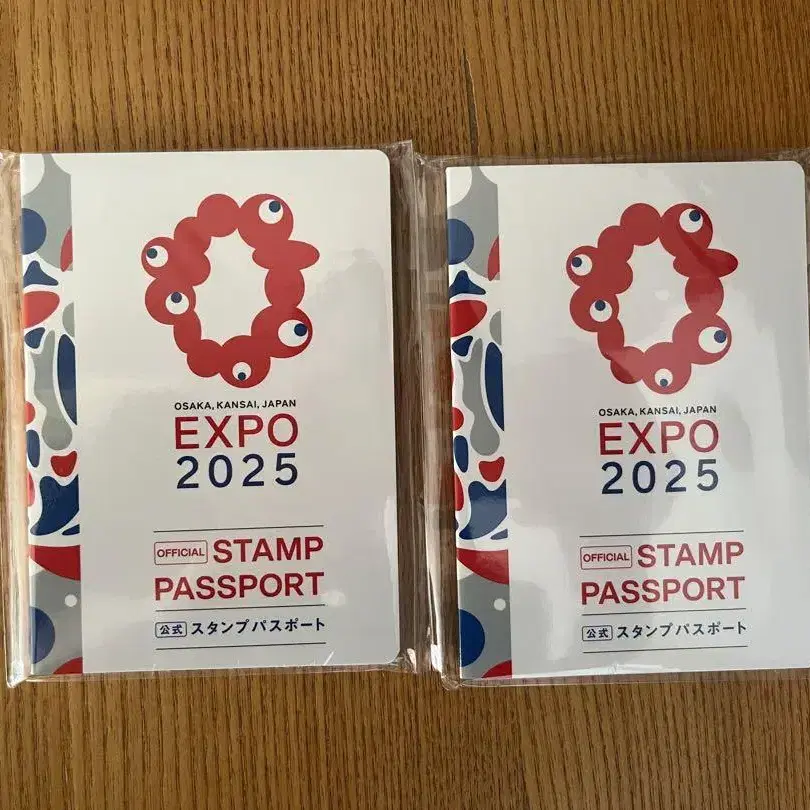 OSAKA, KANSAI, JAPAN
EXPO
2025
OFFICIAL STAMP
PASSPORT
公式 スタンプパスポート
OSAKA, KANSAI, JAPAN
EXPO
2025
OFFICIAL STAMP
PASSPORT
公式 スタンプパスポート